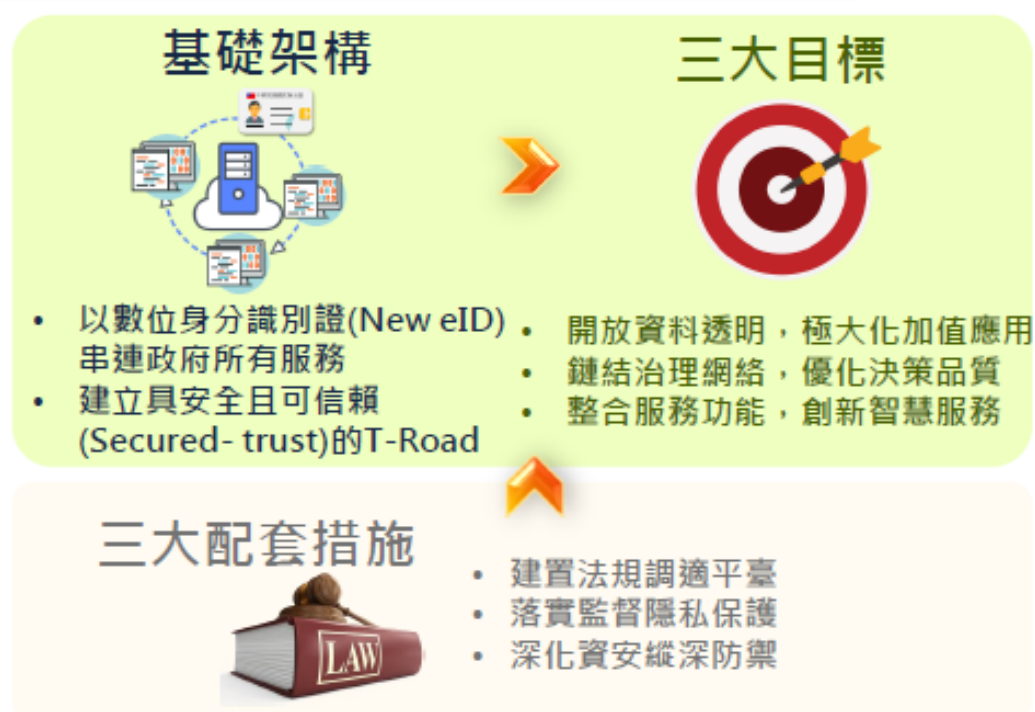 基礎架構
• 以數位身分識別證(New eID)
串連政府所有服務
• 建立具安全且可信賴
(Secured- trust)的T-Road
三大目標
• 開放資料透明，極大化加值應用
• 鏈結治理網絡，優化決策品質
• 整合服務功能，創新智慧服務
三大配套措施
LAW
• 建置法規調適平臺
• 落實監督隱私保護
• 深化資安縱深防禦